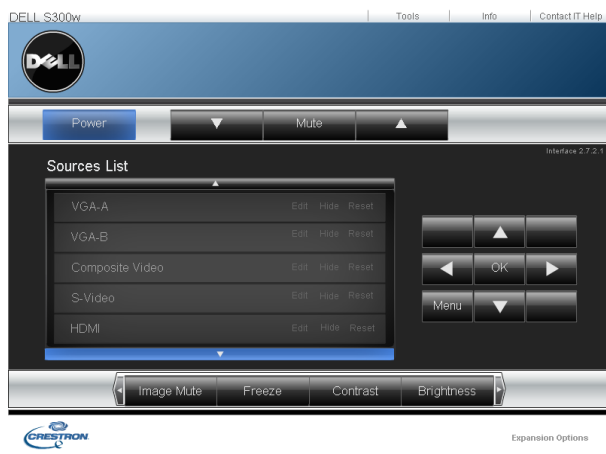 DELL S300w
Tools Info Contact IT Help
DELL
Power Mute
Interface 2.7.2.1
Sources List
VGA-A Edit Hide Reset
VGA-B Edit Hide Reset
Composite Video Edit Hide Reset
S-Video Edit Hide Reset
HDMI Edit Hide Reset
OK
Menu
Image Mute Freeze Contrast Brightness
CRESTRON
Expansion Options